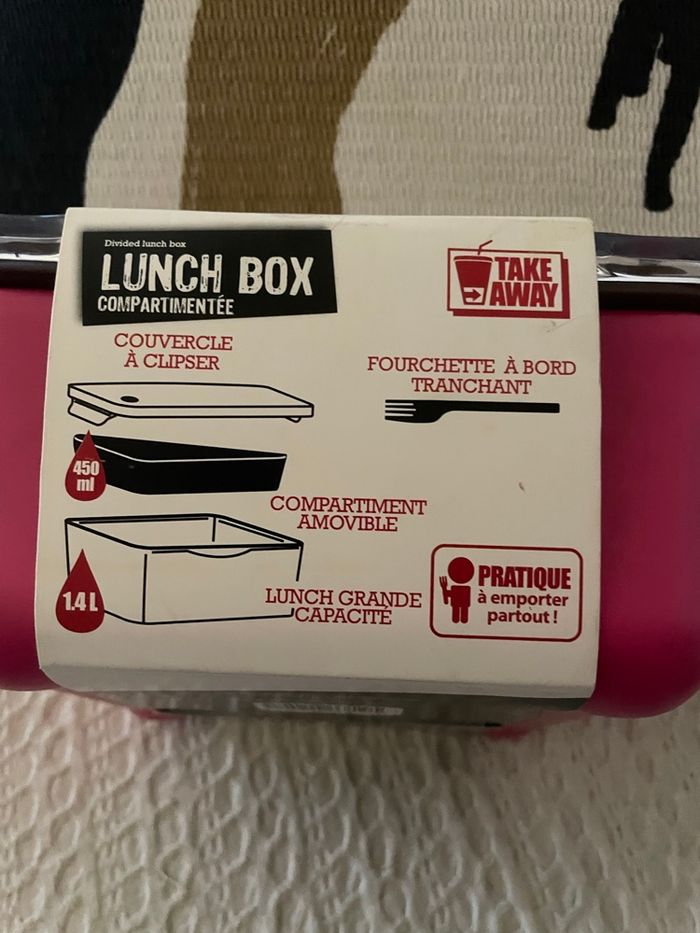 Divided lunch box
LUNCH BOX
COMPARTIMENTÉE
TAKE
AWAY
COUVERCLE
À CLIPSER
FOURCHETTE À BORD
TRANCHANT
450
ml
COMPARTIMENT
AMOVIBLE
1.4 L
LUNCH GRANDE
CAPACITÉ
PRATIQUE
à emporter
partout !